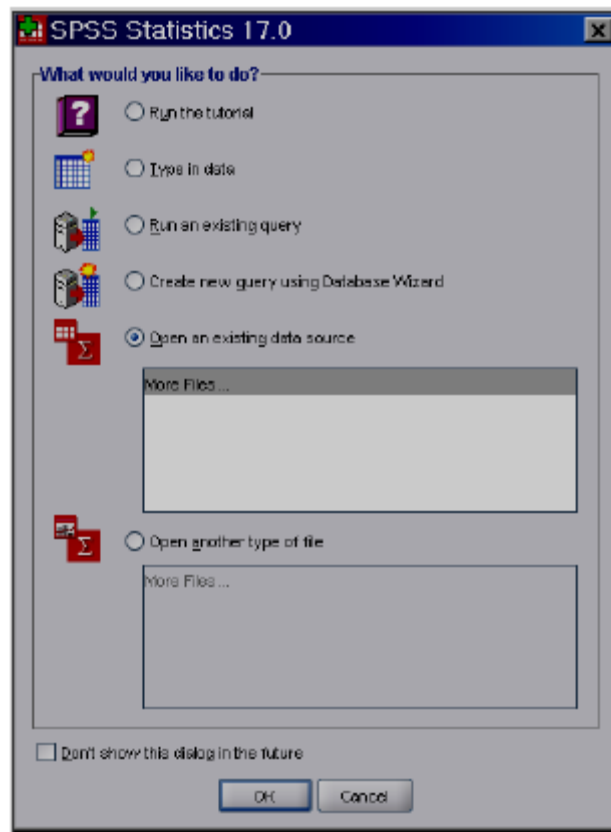 SPSS Statistics 17.0
What would you like to do?
Run the tutorial
Type in data
Run an existing query
Create new query using Database Wizard
Open an existing data source
More Files ...
Open another type of file
More Files ...
Don't show this dialog in the future
OK Cancel